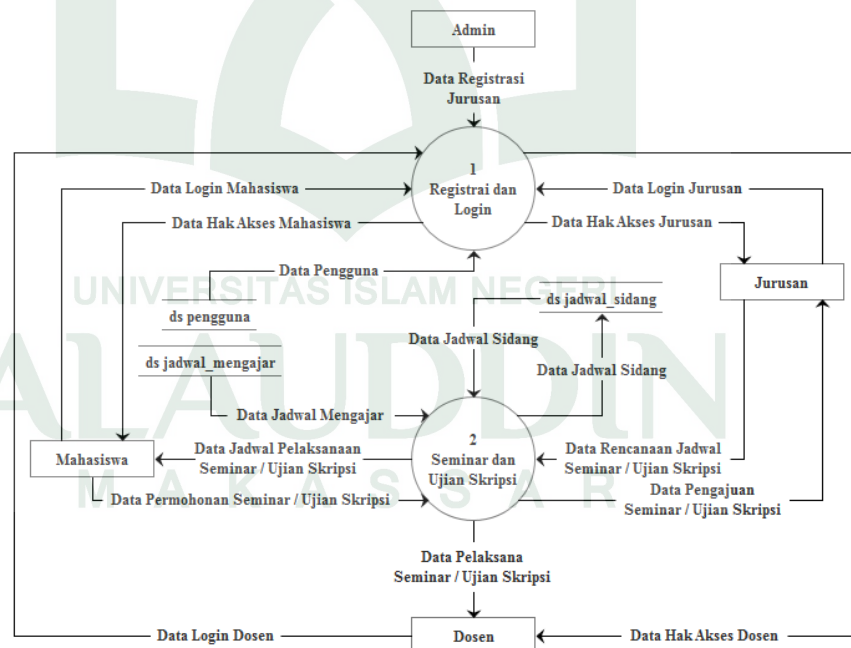 Admin
Data Registrasi
Jurusan
1
Registrai dan
Login
Data Login Mahasiswa
Data Login Jurusan
Data Hak Akses Mahasiswa
Data Hak Akses Jurusan
Data Pengguna
UNIVERSITAS ISLAM NEGERI
Jurusan
ds pengguna
ds jadwal_sidang
Data Jadwal Sidang
ds jadwal_mengajar
Data Jadwal Sidang
ALAUDDIN
Data Jadwal Mengajar
2
Seminar dan
Ujian Skripsi
Mahasiswa
Data Jadwal Pelaksanaan
Seminar / Ujian Skripsi
Data Rencanaan Jadwal
Seminar / Ujian Skripsi
MAKASSAR
Data Permohonan Seminar / Ujian Skripsi
Data Pengajuan
Seminar / Ujian Skripsi
Data Pelaksana
Seminar / Ujian Skripsi
Data Login Dosen
Dosen
Data Hak Akses Dosen